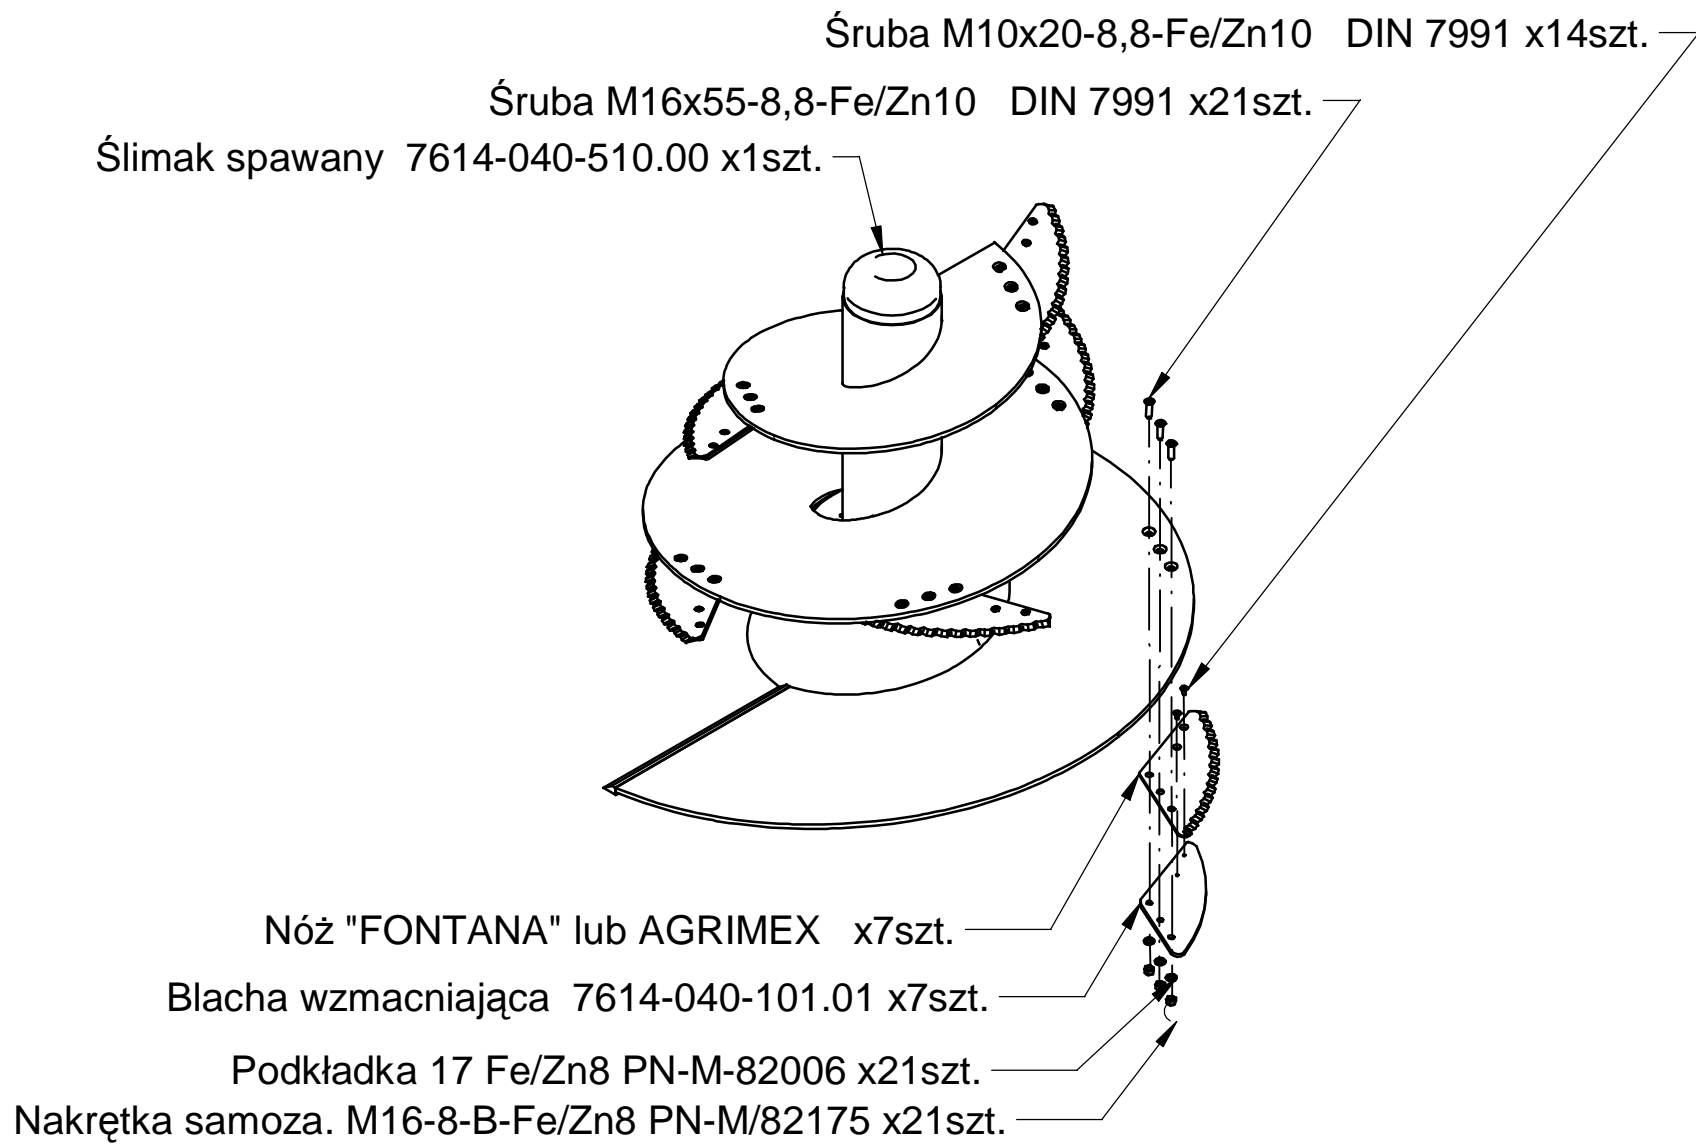 Śruba M10x20-8,8-Fe/Zn10 DIN 7991 x14szt.
Śruba M16x55-8,8-Fe/Zn10 DIN 7991 x21szt.
Ślimak spawany 7614-040-510.00 x1szt.
Nóż "FONTANA" lub AGRIMEX x7szt.
Blacha wzmacniająca 7614-040-101.01 x7szt.
Podkładka 17 Fe/Zn8 PN-M-82006 x21szt.
Nakrętka samoza. M16-8-B-Fe/Zn8 PN-M/82175 x21szt.